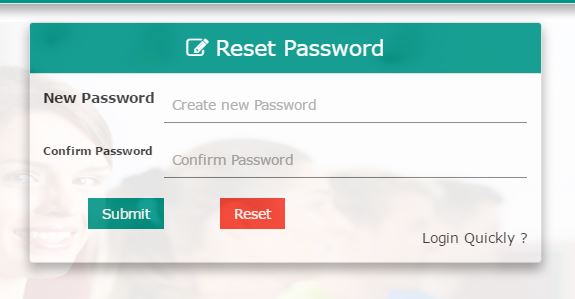 Reset Password
New Password
Create new Password
Confirm Password
Confirm Password
Submit
Reset
Login Quickly ?